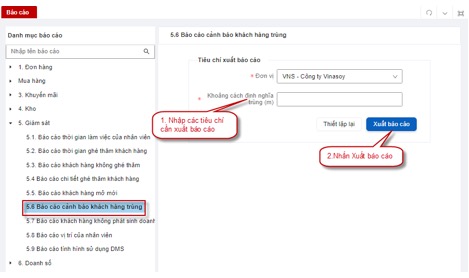 Báo cáo
Danh mục báo cáo
Nhập tên báo cáo
1. Đơn hàng
Mua hàng
3. Khuyến mãi
4. Kho
5. Giám sát
5.1. Báo cáo thời gian làm việc của nhân viên
5.2 Báo cáo thời gian ghé thăm khách hàng
5.3 Báo cáo khách hàng không ghé thăm
5.4 Báo cáo chi tiết ghé thăm khách hàng
5.5. Báo cáo khách hàng mở mới
5.6 Báo cáo cảnh báo khách hàng trùng
5.7 Báo cáo khách hàng không phát sinh doanh
5.8 Báo cáo vị trí của nhân viên
5.9 Báo cáo tình hình sử dụng DMS
6. Doanh số
5.6 Báo cáo cảnh báo khách hàng trùng
Tiêu chí xuất báo cáo
* Đơn vị
VNS - Công ty Vinasoy
* Khoảng cách định nghĩa
trùng (m)
1. Nhập các tiêu chí
cần xuất báo cáo
Thiết lập lại
Xuất báo cáo
2.Nhấn Xuất báo cáo